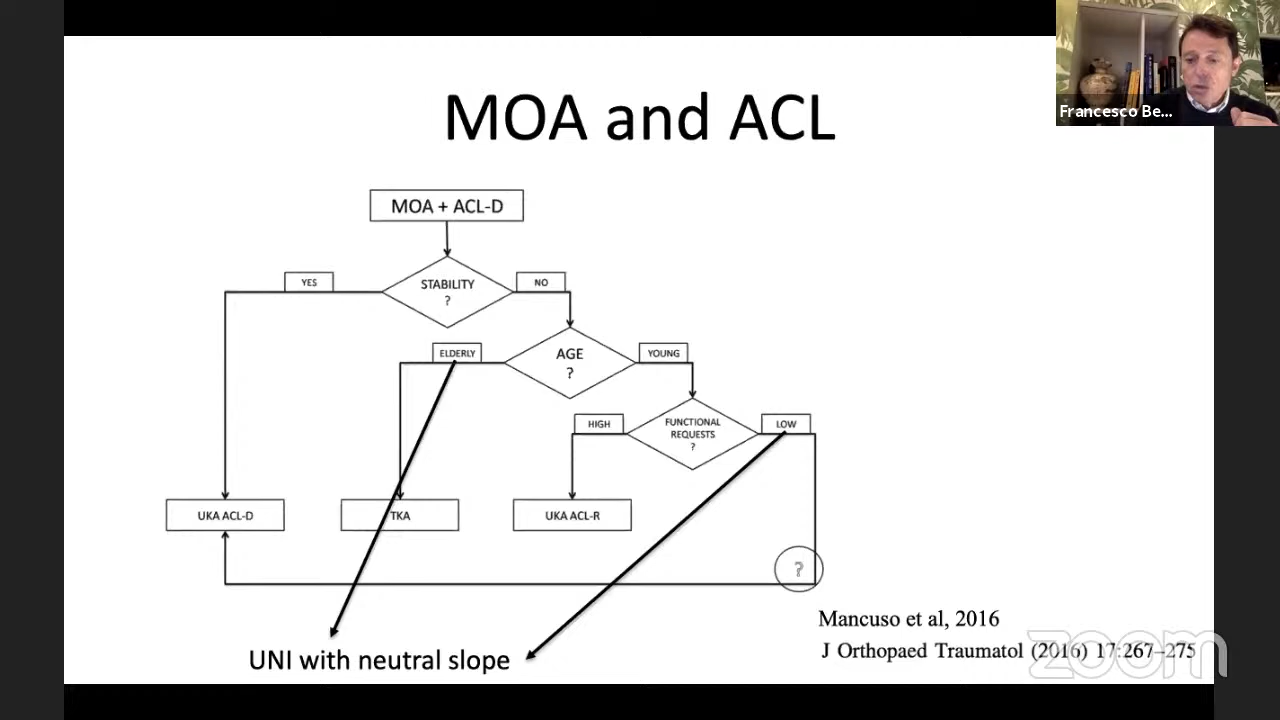 Francesco Be...
MOA and ACL
MOA + ACL-D
YES
STABILITY
?
NO
ELDERLY
AGE
?
YOUNG
HIGH
FUNCTIONAL
REQUESTS
?
LOW
UKA ACL-D
TKA
UKA ACL-R
?
Mancuso et al, 2016
J Orthopaed Traumatol (2016) 17:267–275
UNI with neutral slope
zoom